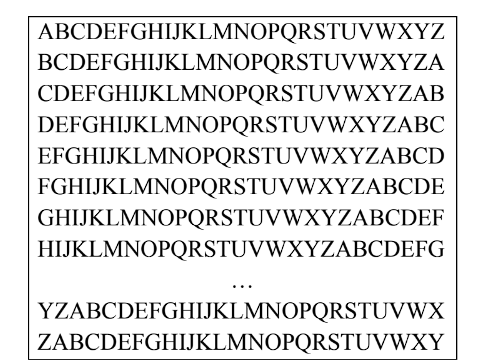 ABCDEFGHIJKLMNOPQRSTUVWXYZ
BCDEFGHIJKLMNOPQRSTUVWXYZA
CDEFGHIJKLMNOPQRSTUVWXYZAB
DEFGHIJKLMNOPQRSTUVWXYZABC
EFGHIJKLMNOPQRSTUVWXYZABCD
FGHIJKLMNOPQRSTUVWXYZABCDE
GHIJKLMNOPQRSTUVWXYZABCDEF
HIJKLMNOPQRSTUVWXYZABCDEFG
…
YZABCDEFGHIJKLMNOPQRSTUVWX
ZABCDEFGHIJKLMNOPQRSTUVWXY